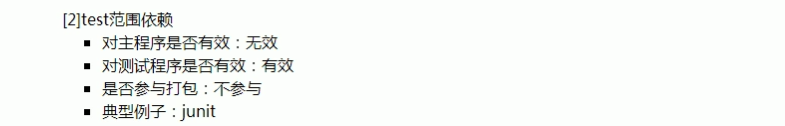 [2]test范围依赖
▪ 对主程序是否有效：无效
▪ 对测试程序是否有效：有效
▪ 是否参与打包：不参与
▪ 典型例子：junit